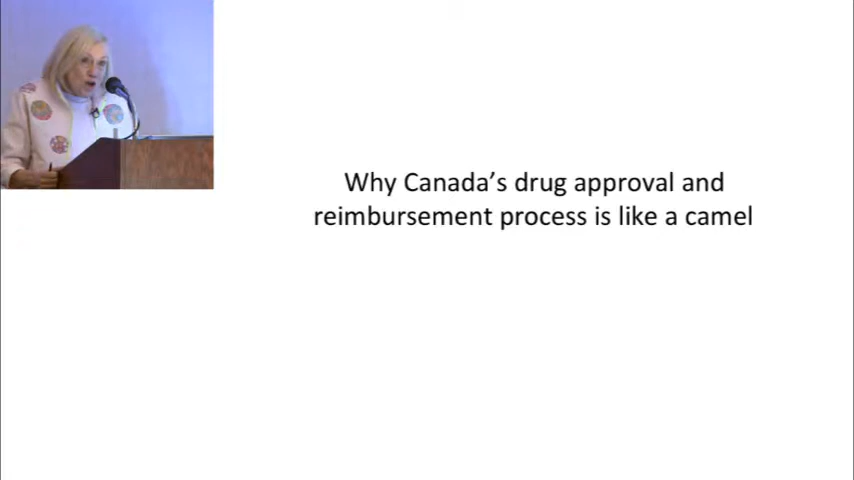 Why Canada’s drug approval and
reimbursement process is like a camel